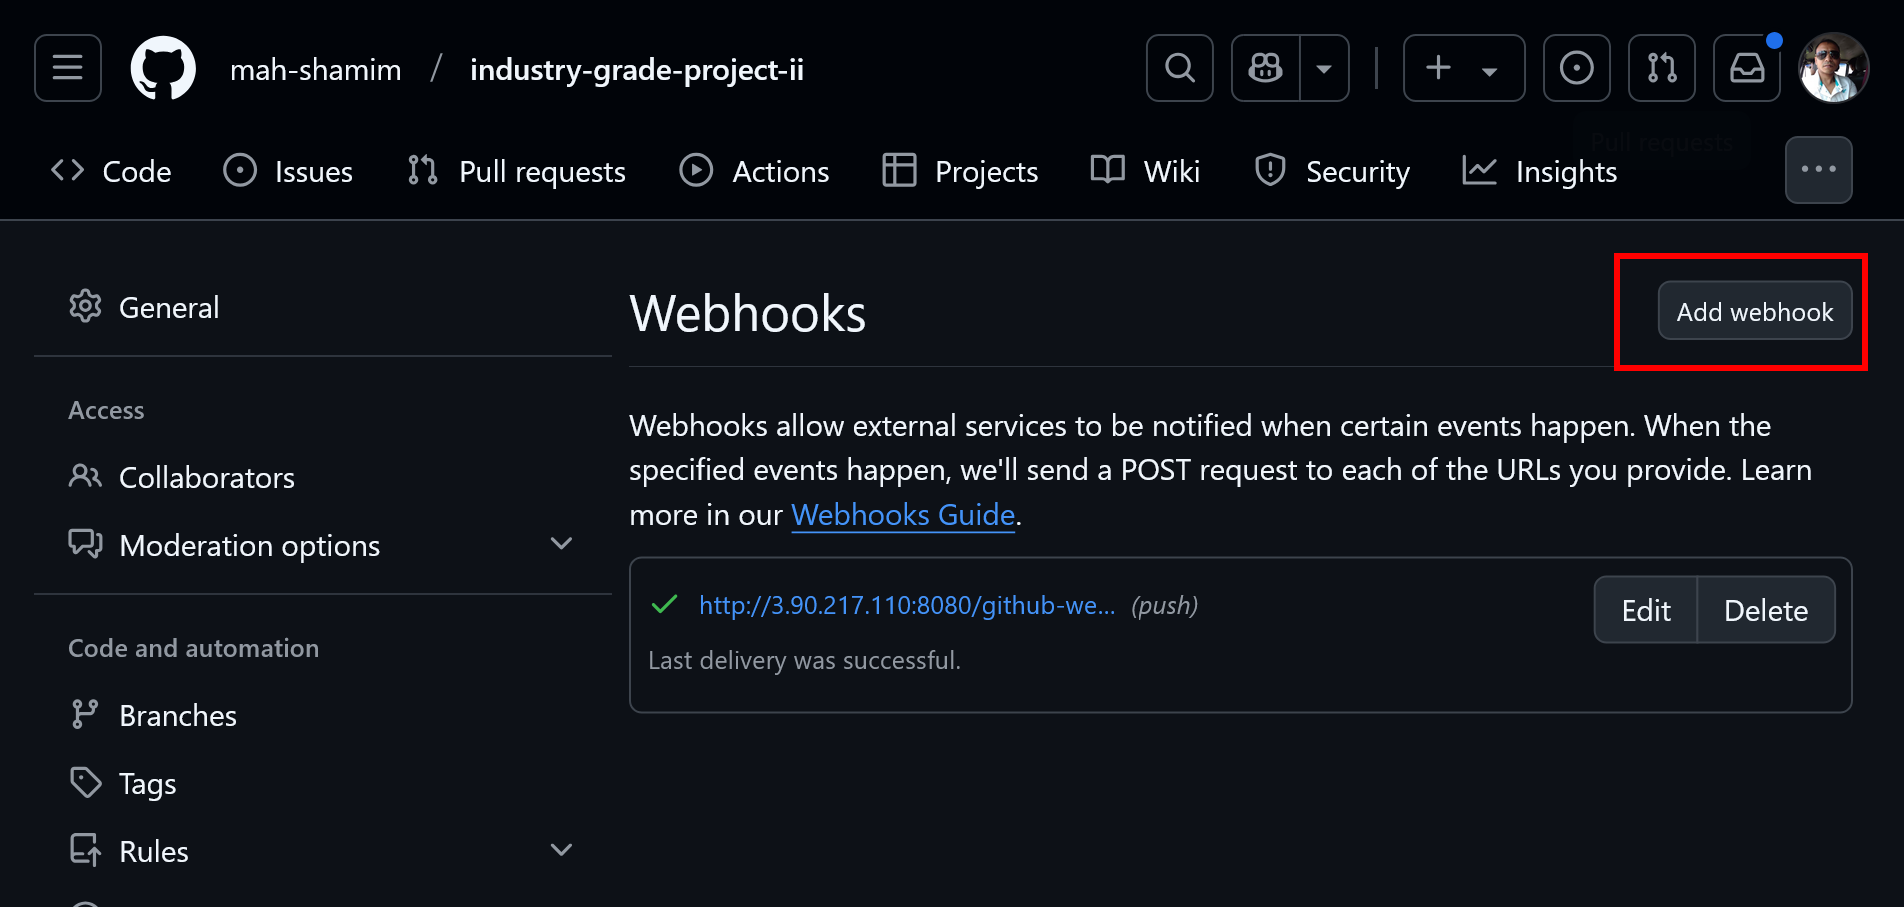 mah-shamim / industry-grade-project-ii
Code Issues Pull requests Actions Projects Wiki Security Insights
Pull requests
General
Access
Collaborators
Moderation options
Code and automation
Branches
Tags
Rules
Webhooks
Add webhook
Webhooks allow external services to be notified when certain events happen. When the
specified events happen, we'll send a POST request to each of the URLs you provide. Learn
more in our Webhooks Guide.
http://3.90.217.110:8080/github-we... (push)
Edit Delete
Last delivery was successful.